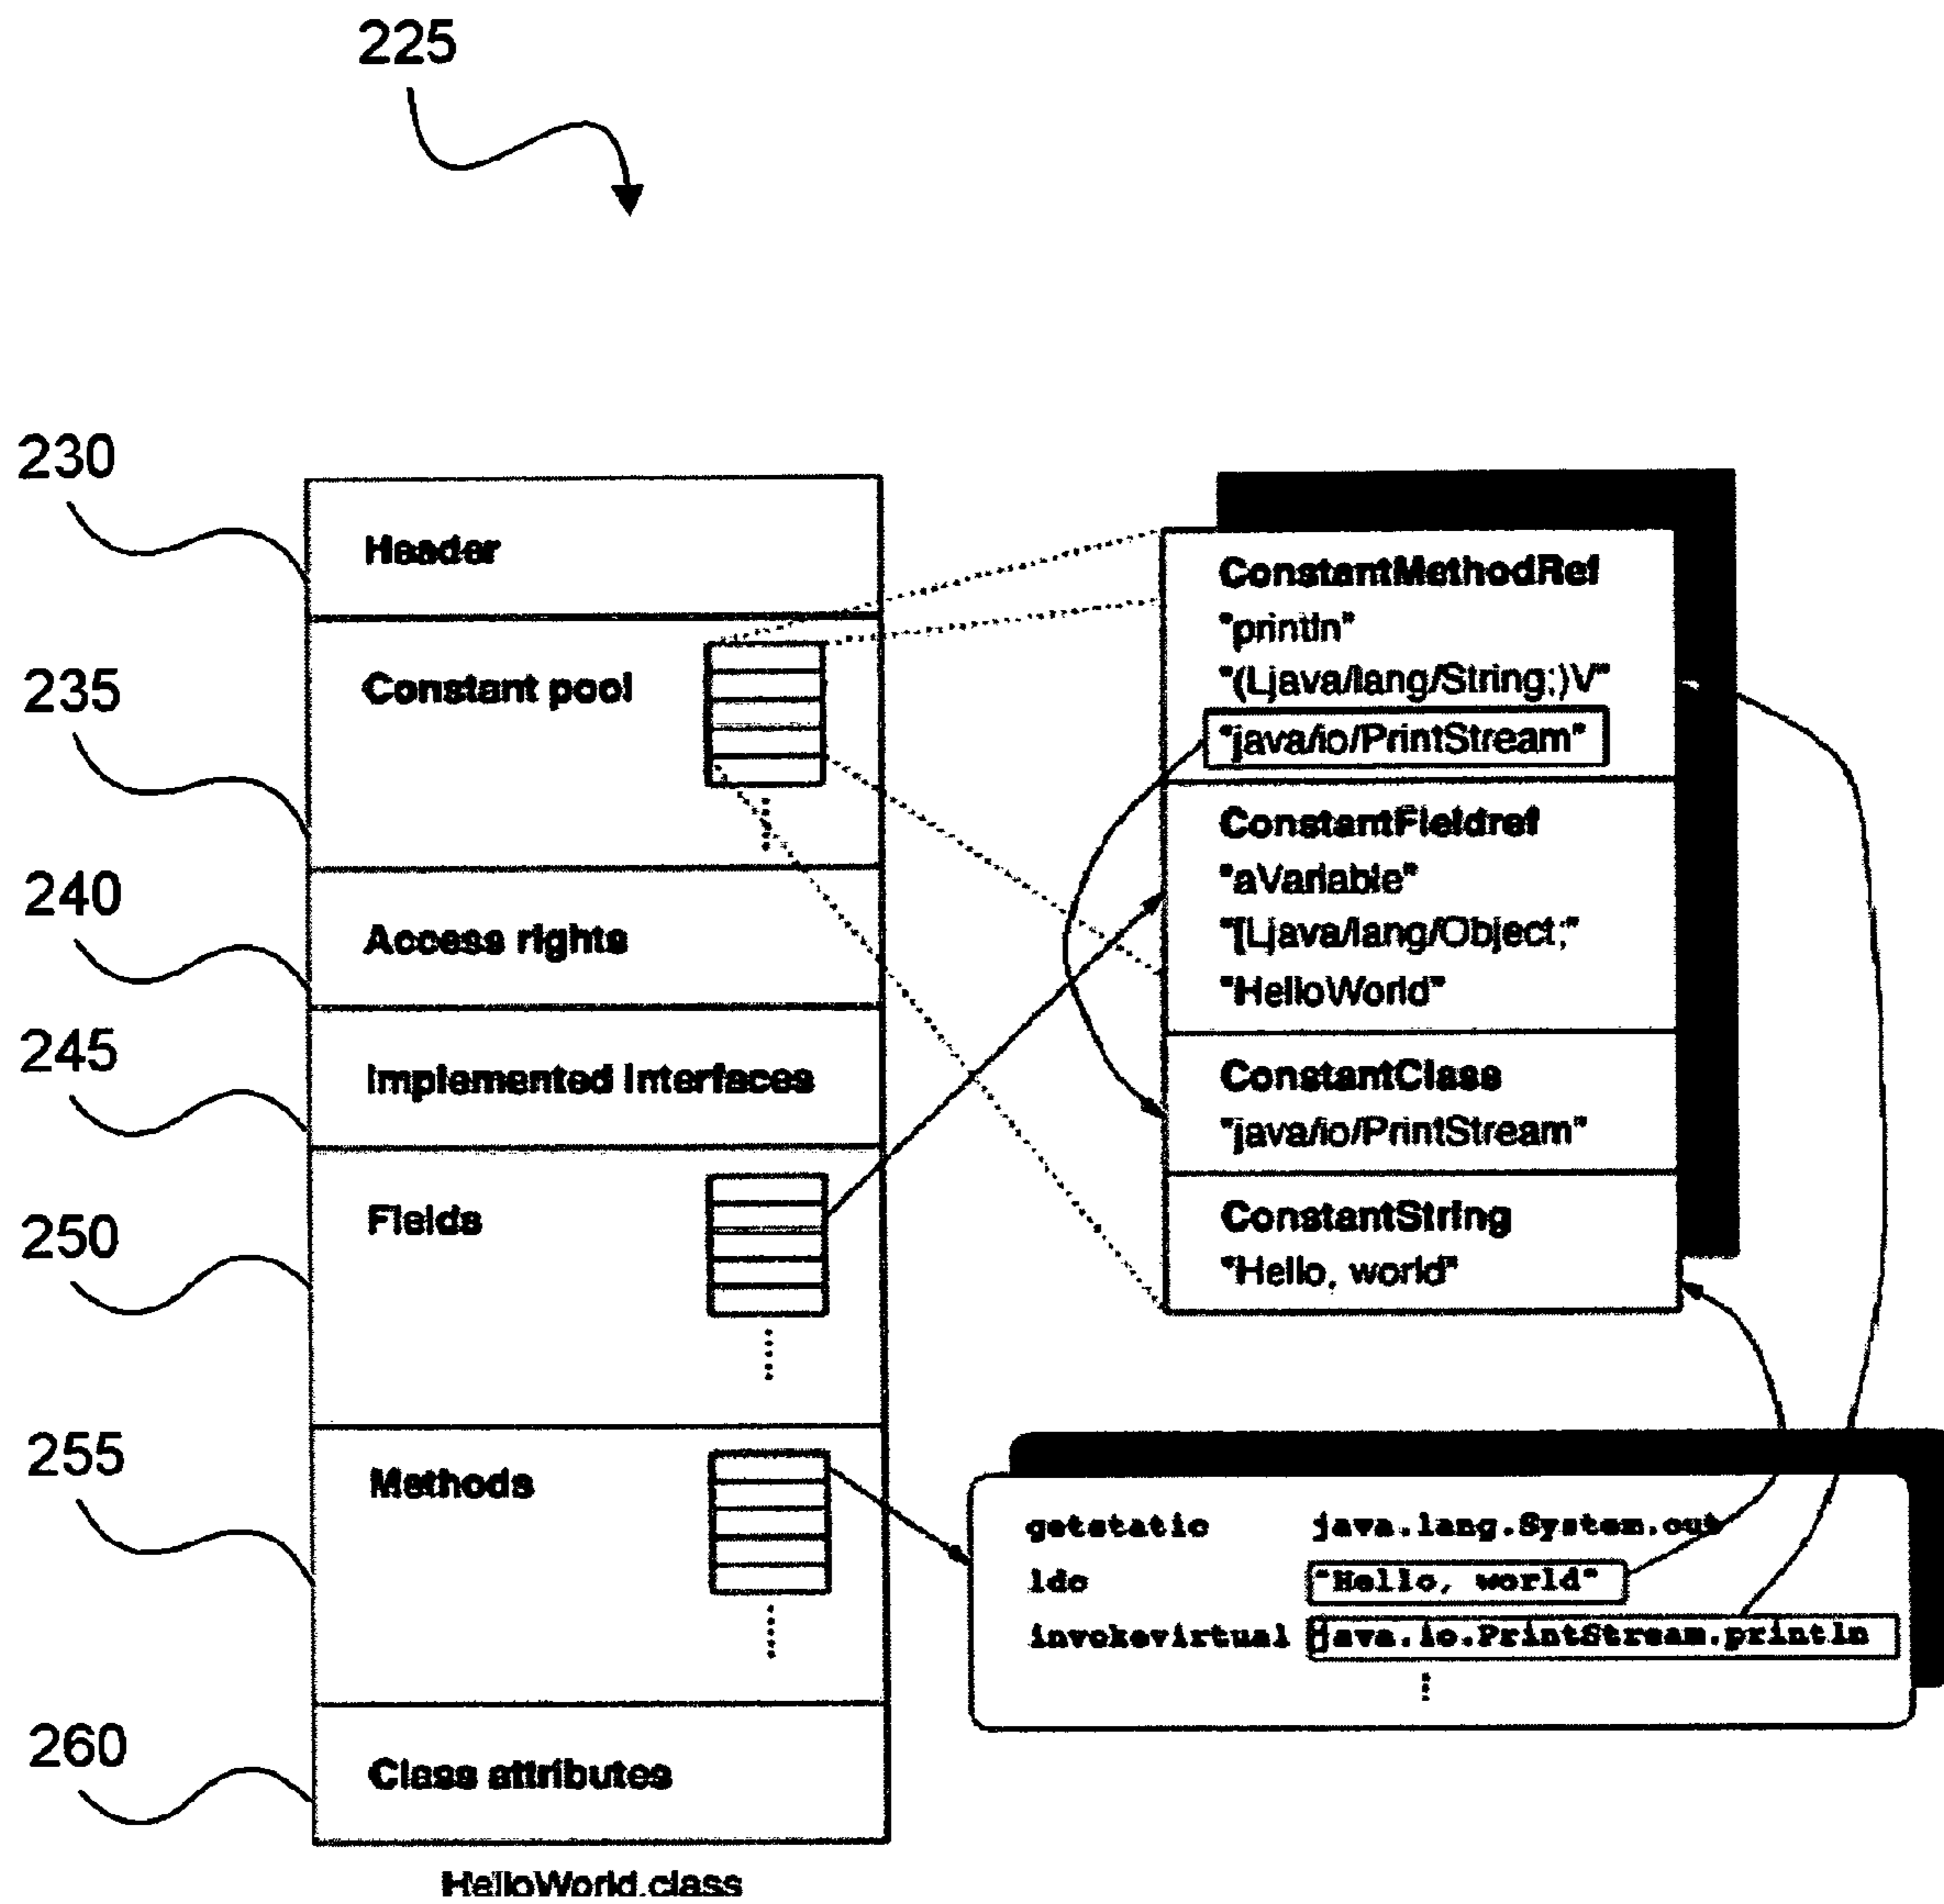 225
230
Header
235
Constant pool
240
Access rights
245
Implemented interfaces
250
Fields
255
Methods
260
Class attributes
HelloWorld.class
ConstantMethodRef
"println"
"(Ljava/lang/String;)V"
"java/io/PrintStream"
ConstantFieldref
"aVariable"
"[Ljava/lang/Object;"
"HelloWorld"
ConstantClass
"java/io/PrintStream"
ConstantString
"Hello, world"
getstatic java.lang.System.out
ldc "Hello, world"
invokevirtual java.io.PrintStream.println